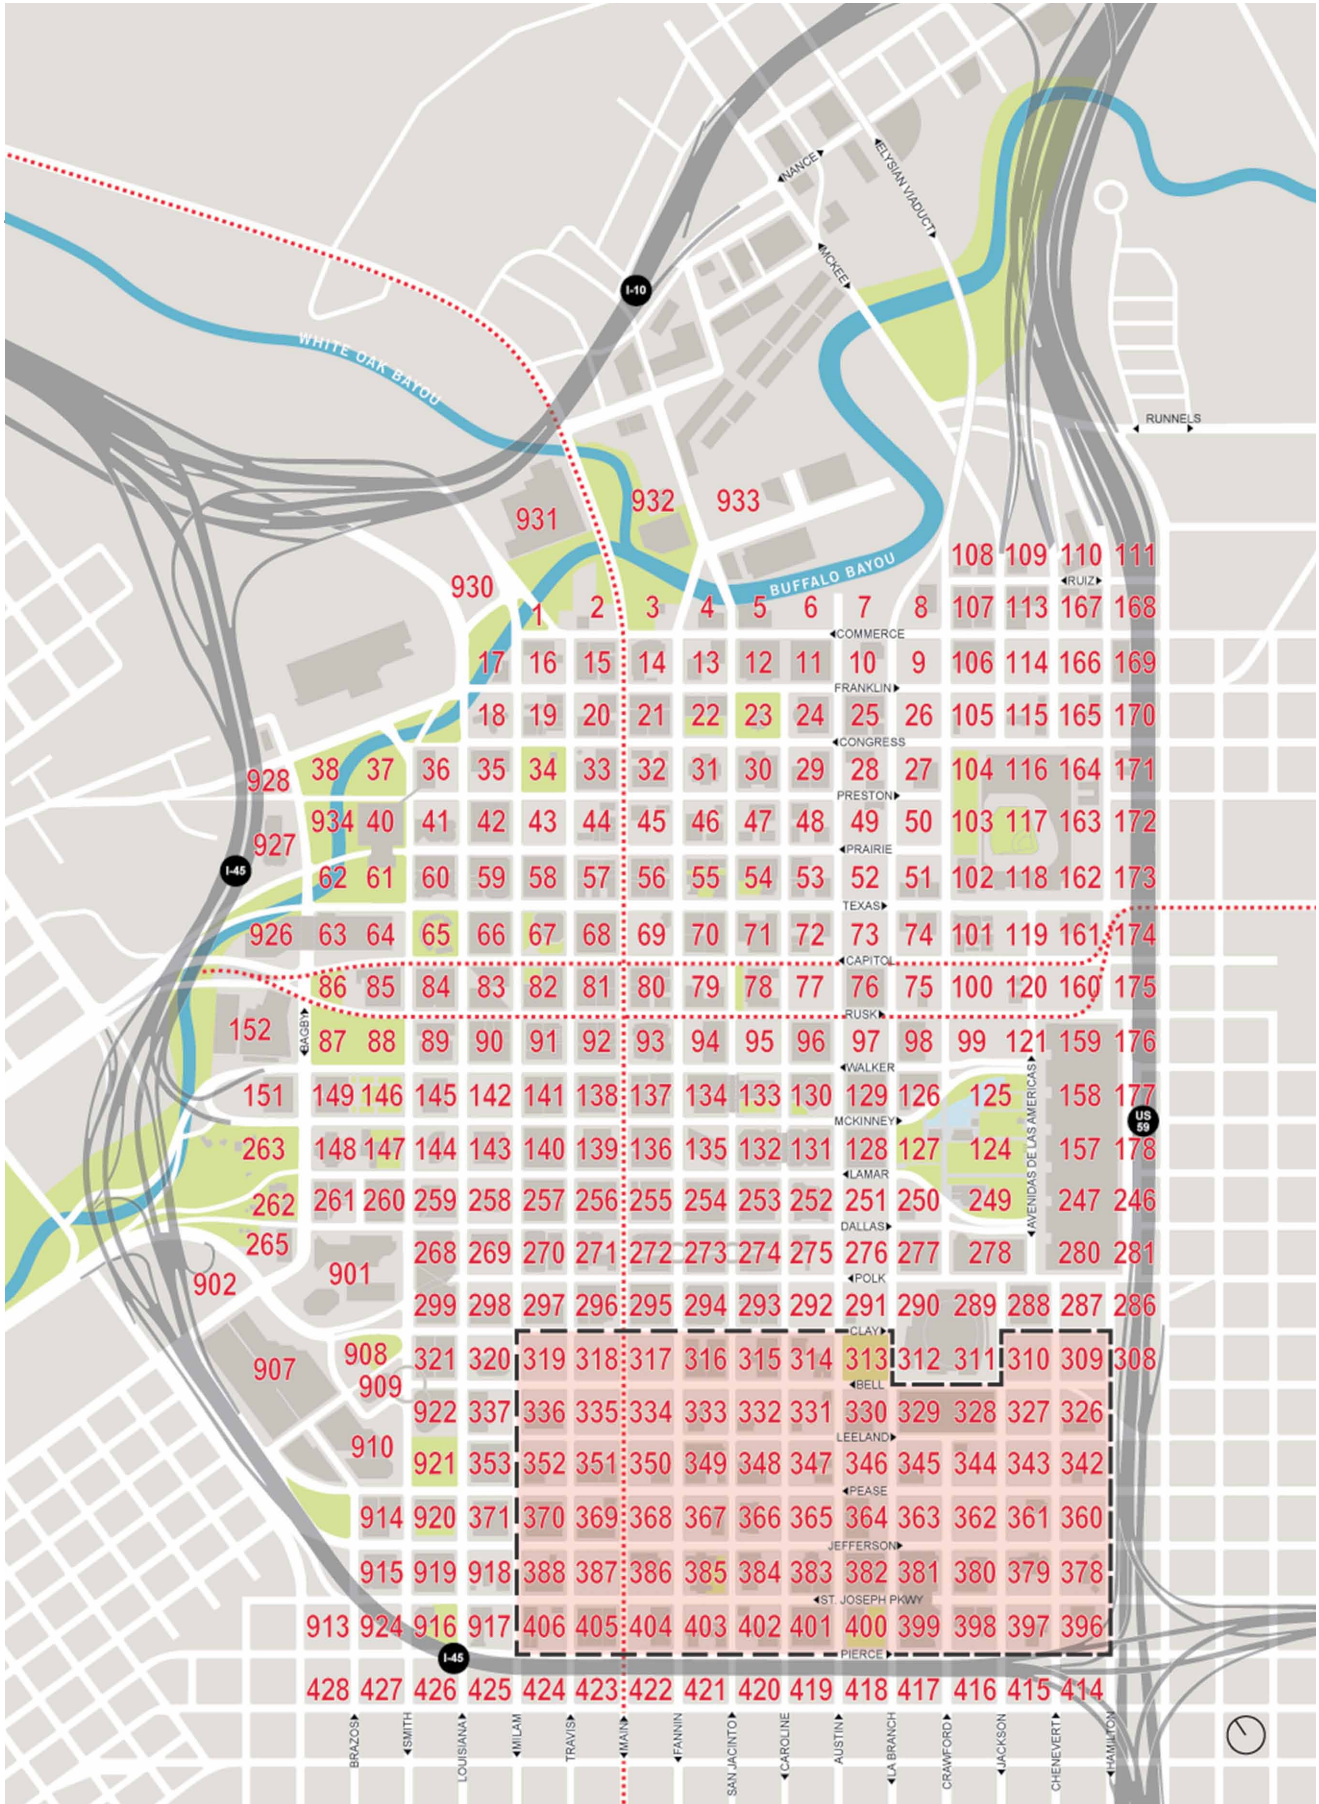 NANCE
ELYSIAN VIADUCT
MCKEE
I-10
WHITE OAK BAYOU
RUNNELS
932 933
931
108 109 110 111
BUFFALO BAYOU
RUIZ
930
1 2 3 4 5 6 7 8 107 113 167 168
COMMERCE
17 16 15 14 13 12 11 10 9 106 114 166 169
FRANKLIN
18 19 20 21 22 23 24 25 26 105 115 165 170
CONGRESS
928 38 37 36 35 34 33 32 31 30 29 28 27 104 116 164 171
PRESTON
934 40 41 42 43 44 45 46 47 48 49 50 103 117 163 172
927
PRAIRIE
I-45
62 61 60 59 58 57 56 55 54 53 52 51 102 118 162 173
TEXAS
926 63 64 65 66 67 68 69 70 71 72 73 74 101 119 161 174
CAPITOL
86 85 84 83 82 81 80 79 78 77 76 75 100 120 160 175
RUSK
152 BAGBY 87 88 89 90 91 92 93 94 95 96 97 98 99 121 159 176
WALKER
151 149 146 145 142 141 138 137 134 133 130 129 126 125 158 177
MCKINNEY
US 59
AVENIDAS DE LAS AMERICAS
263 148 147 144 143 140 139 136 135 132 131 128 127 124 157 178
LAMAR
262 261 260 259 258 257 256 255 254 253 252 251 250 249 247 246
DALLAS
265 268 269 270 271 272 273 274 275 276 277 278 280 281
902 901
POLK
299 298 297 296 295 294 293 292 291 290 289 288 287 286
CLAY
907 908 321 320 319 318 317 316 315 314 313 312 311 310 309 308
909
BELL
922 337 336 335 334 333 332 331 330 329 328 327 326
LEELAND
910 921 353 352 351 350 349 348 347 346 345 344 343 342
PEASE
914 920 371 370 369 368 367 366 365 364 363 362 361 360
JEFFERSON
915 919 918 388 387 386 385 384 383 382 381 380 379 378
ST. JOSEPH PKWY
913 924 916 917 406 405 404 403 402 401 400 399 398 397 396
I-45
PIERCE
428 427 426 425 424 423 422 421 420 419 418 417 416 415 414
BRAZOS
SMITH
LOUISIANA
MILAM
TRAVIS
MAIN
FANNIN
SAN JACINTO
CAROLINE
AUSTIN
LA BRANCH
CRAWFORD
JACKSON
CHENEVERT
HAMILTON